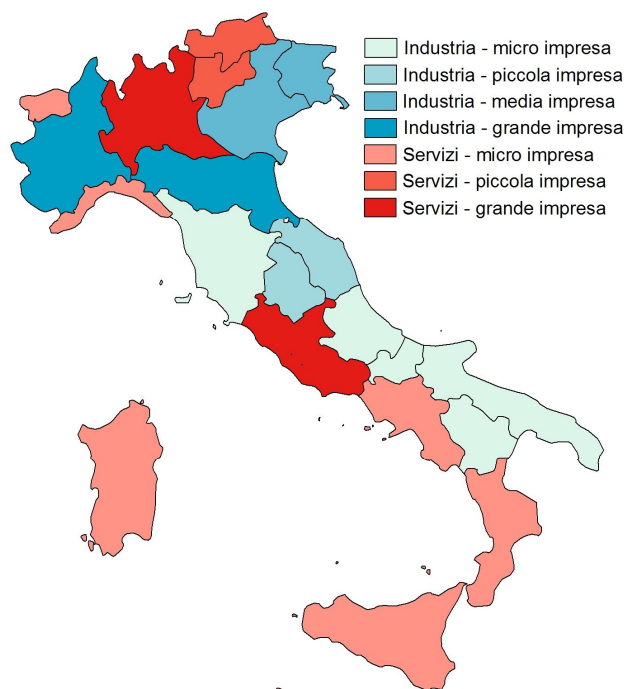 Industria - micro impresa
Industria - piccola impresa
Industria - media impresa
Industria - grande impresa
Servizi - micro impresa
Servizi - piccola impresa
Servizi - grande impresa